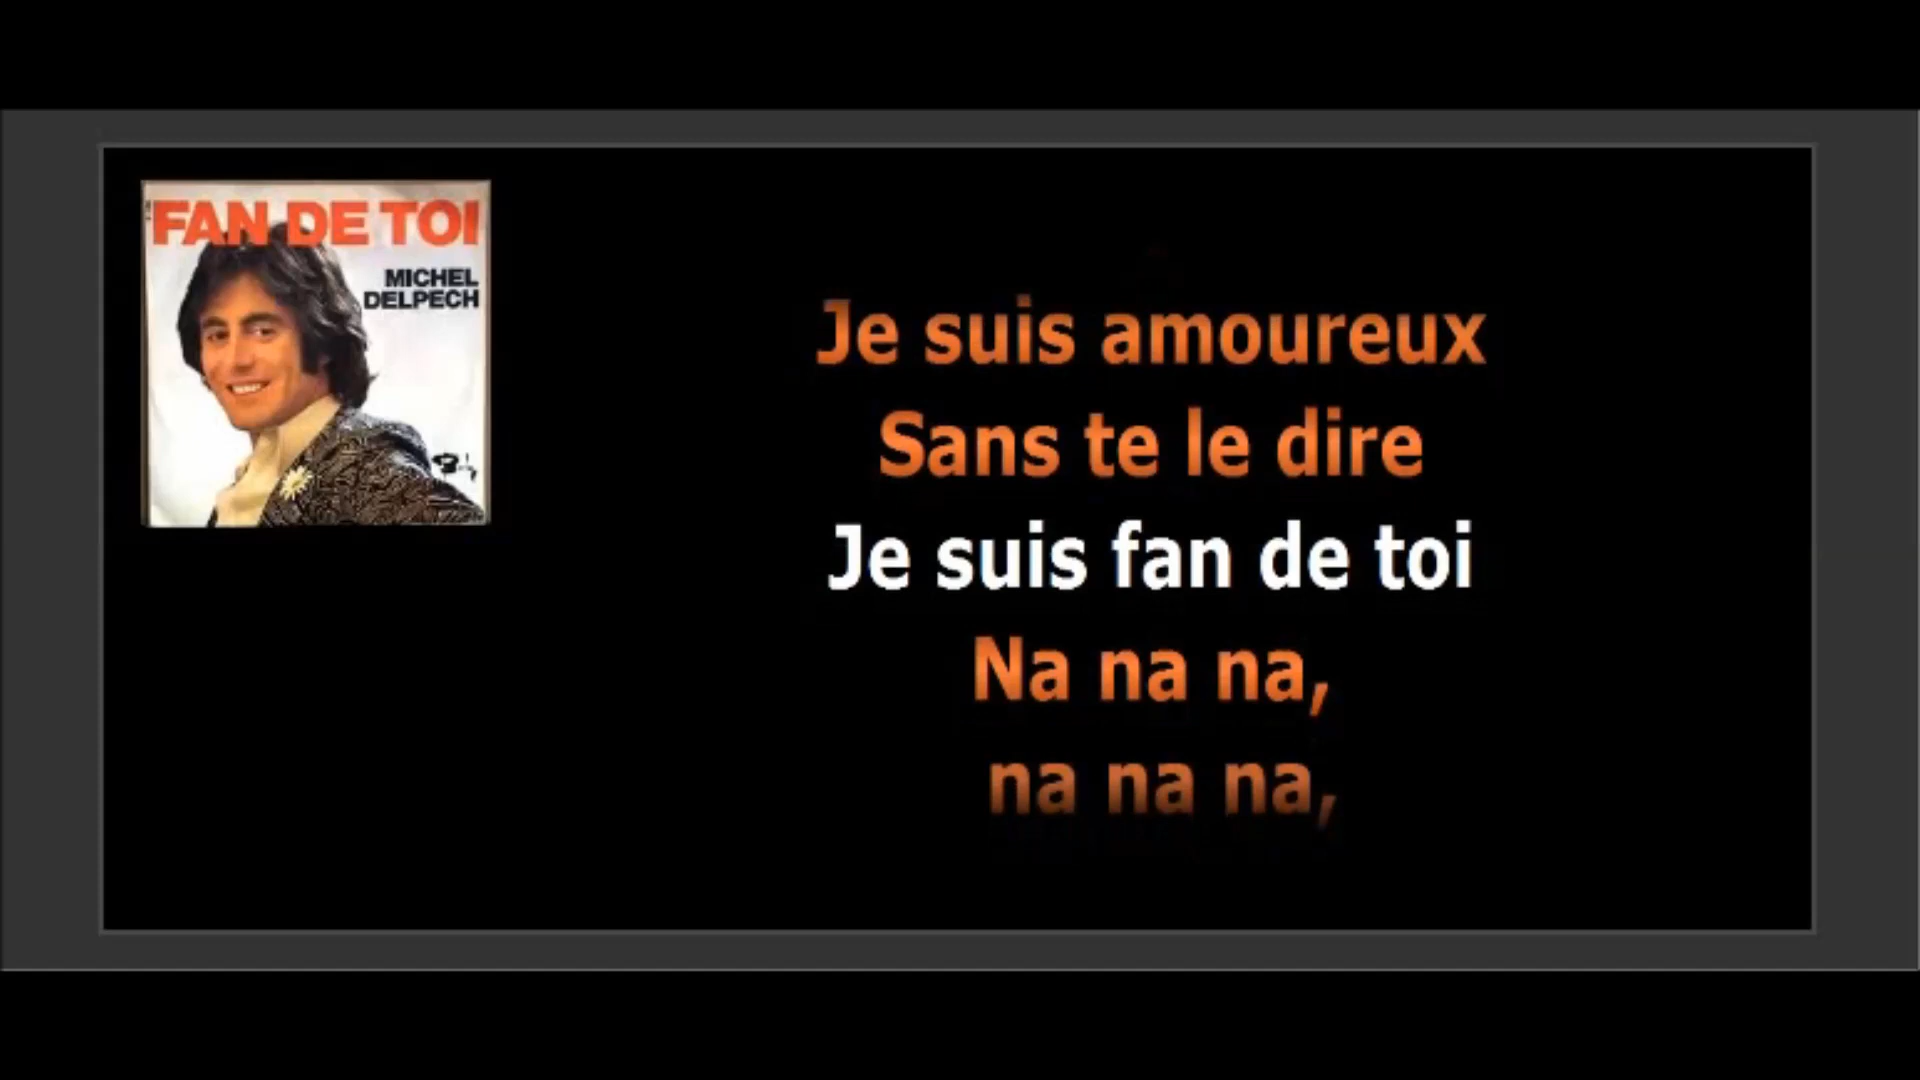 FAN DE TOI
MICHEL
DELPECH
Je suis amoureux
Sans te le dire
Je suis fan de toi
Na na na,
na na na,